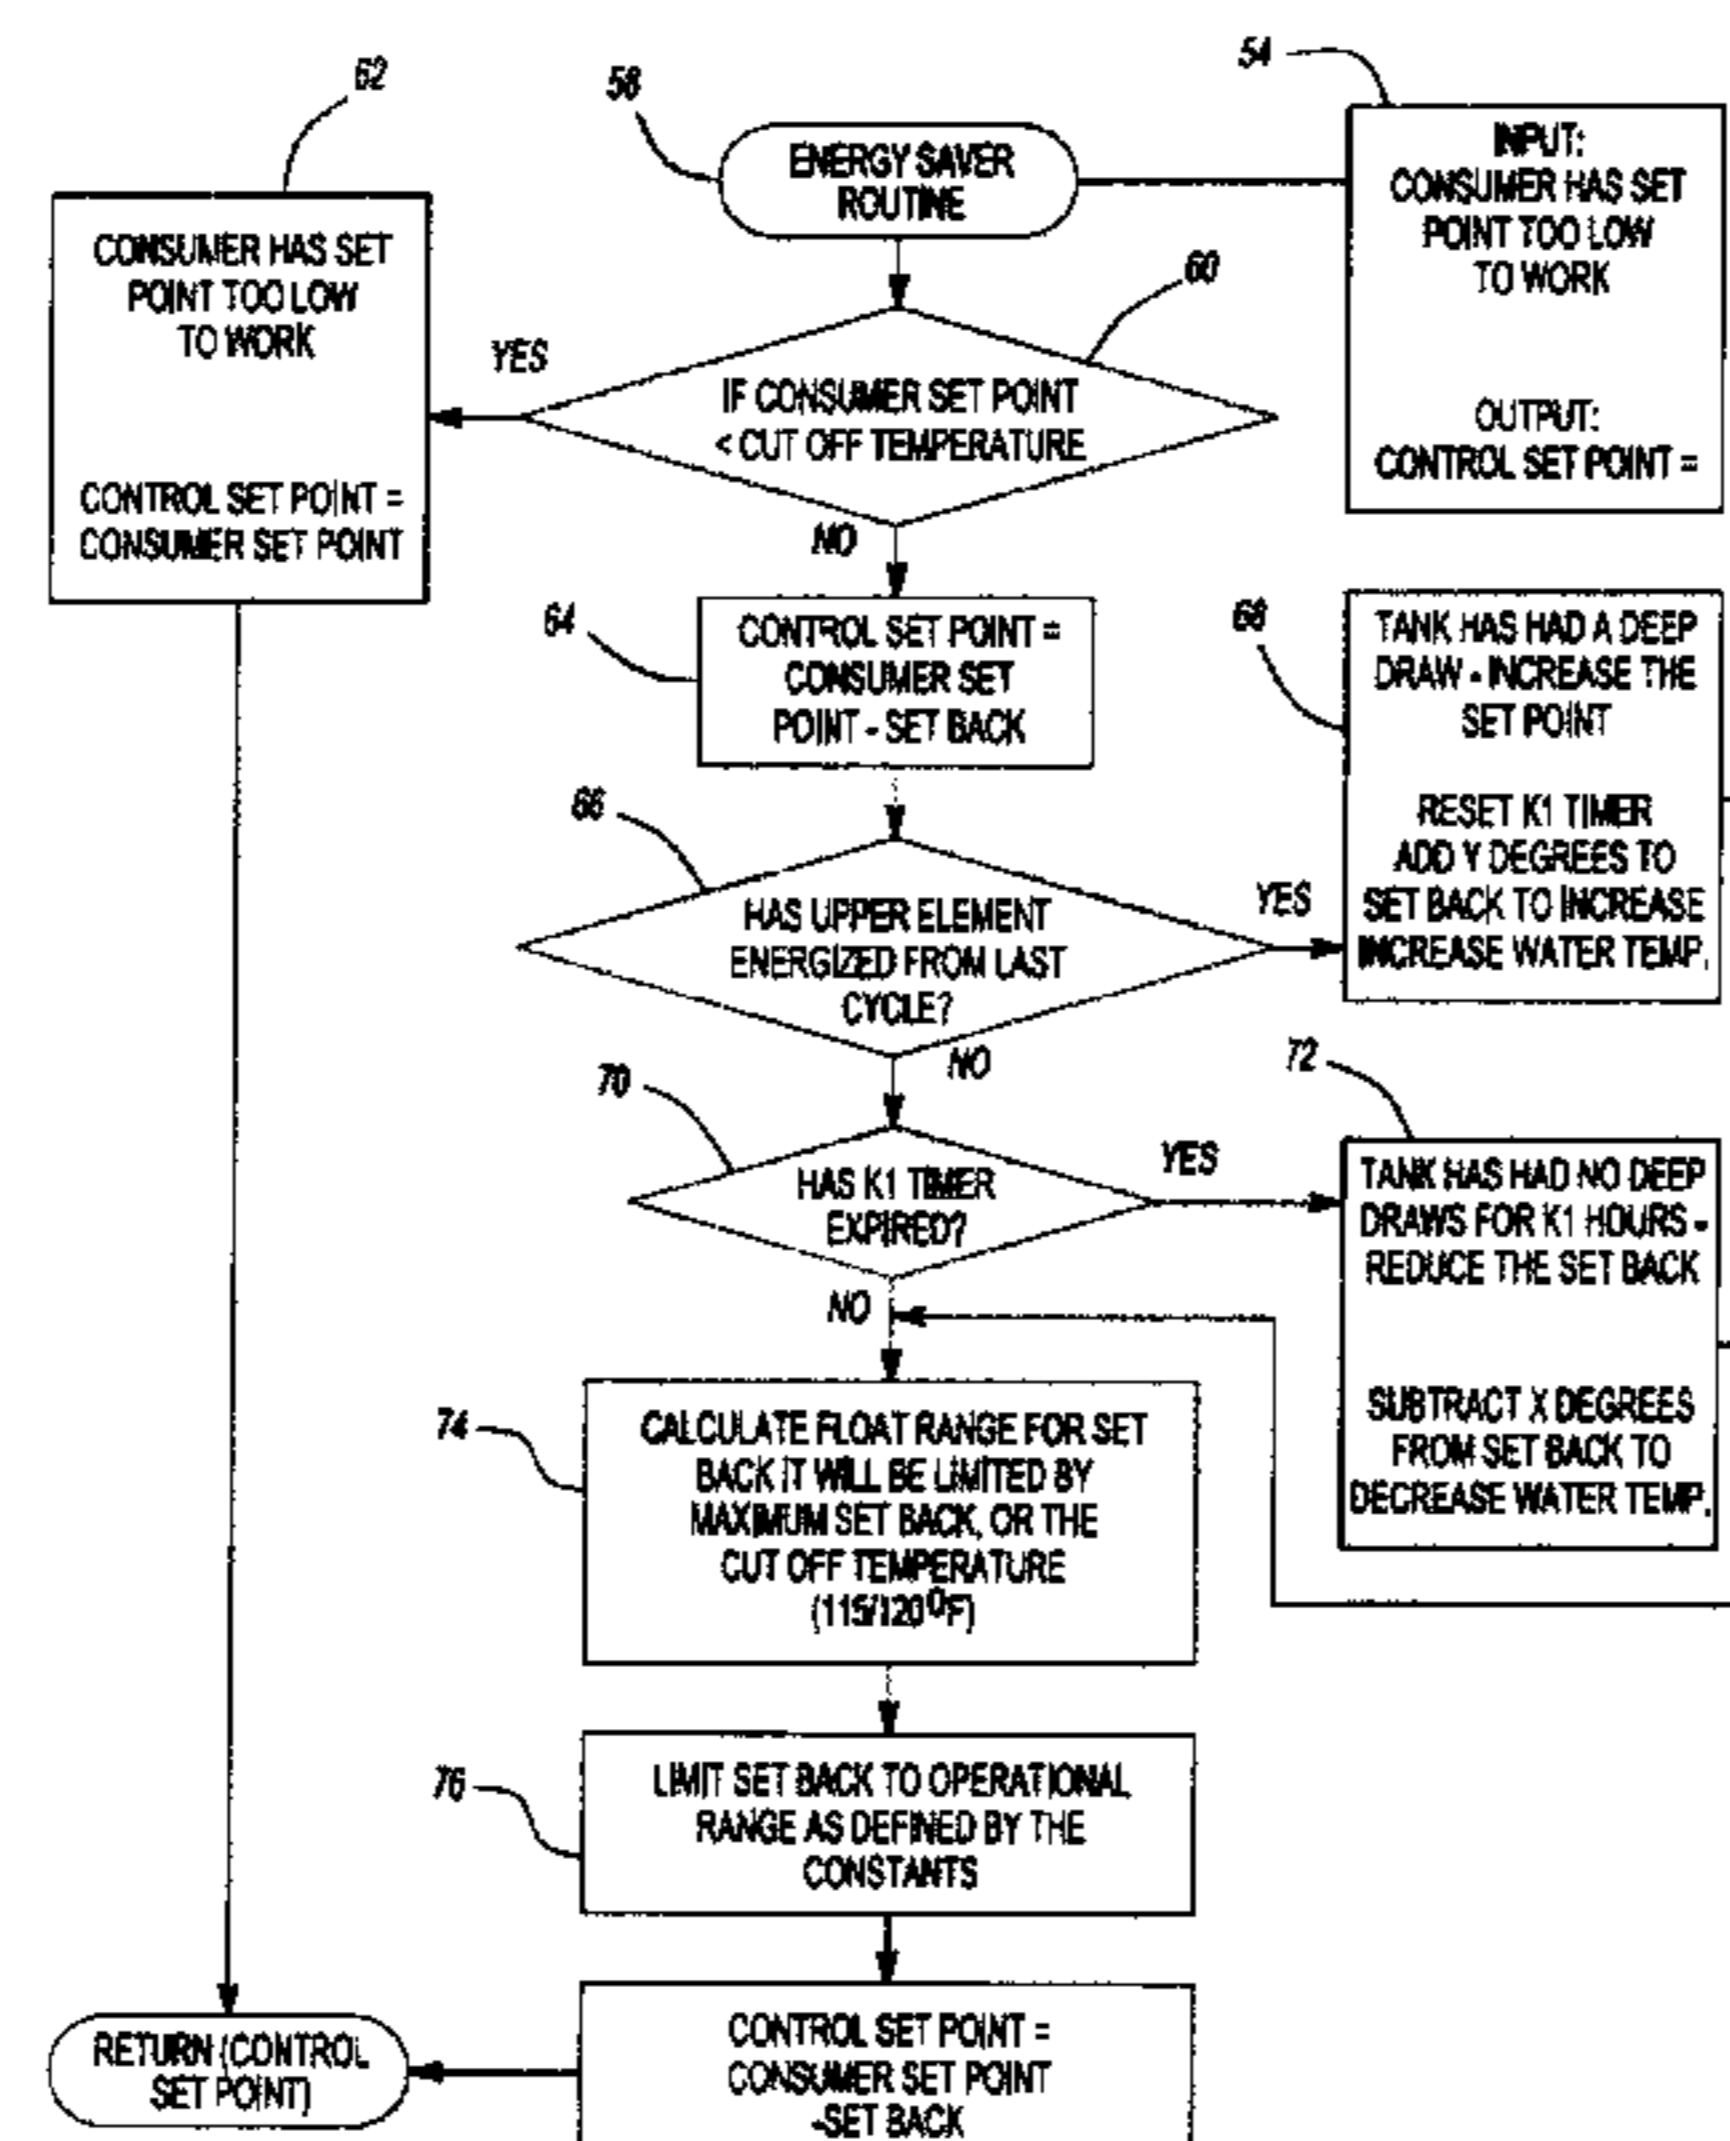 62
58
54
ENERGY SAVER
ROUTINE
INPUT:
CONSUMER HAS SET
POINT TOO LOW
TO WORK
OUTPUT:
CONTROL SET POINT =
CONSUMER HAS SET
POINT TOO LOW
TO WORK
CONTROL SET POINT =
CONSUMER SET POINT
60
YES
IF CONSUMER SET POINT
< CUT OFF TEMPERATURE
NO
64
CONTROL SET POINT =
CONSUMER SET
POINT - SET BACK
68
TANK HAS HAD A DEEP
DRAW - INCREASE THE
SET POINT
RESET K1 TIMER
ADD Y DEGREES TO
SET BACK TO INCREASE
INCREASE WATER TEMP.
66
HAS UPPER ELEMENT
ENERGIZED FROM LAST
CYCLE?
YES
NO
70
HAS K1 TIMER
EXPIRED?
YES
NO
72
TANK HAS HAD NO DEEP
DRAWS FOR K1 HOURS -
REDUCE THE SET BACK
SUBTRACT X DEGREES
FROM SET BACK TO
DECREASE WATER TEMP.
74
CALCULATE FLOAT RANGE FOR SET
BACK IT WILL BE LIMITED BY
MAXIMUM SET BACK, OR THE
CUT OFF TEMPERATURE
(115/120ºF)
76
LIMIT SET BACK TO OPERATIONAL
RANGE AS DEFINED BY THE
CONSTANTS
CONTROL SET POINT =
CONSUMER SET POINT
-SET BACK
RETURN (CONTROL
SET POINT)